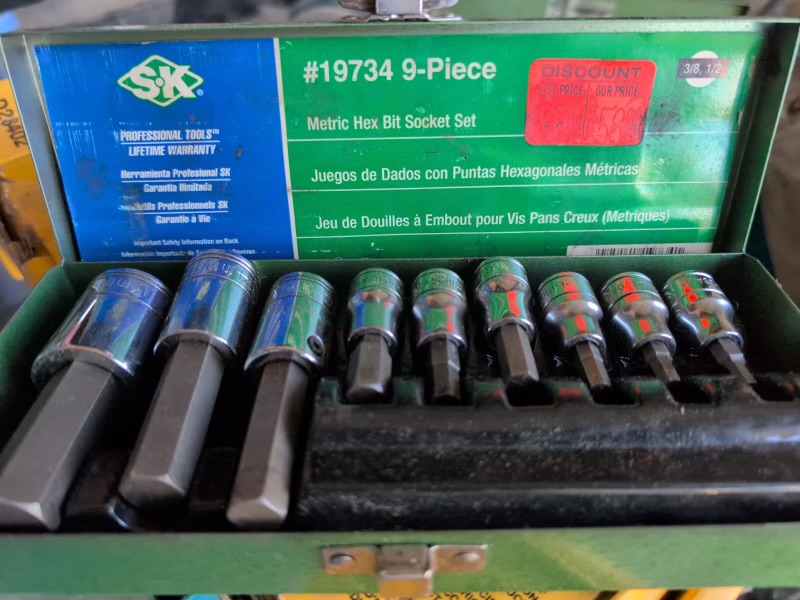 S·K®
#19734 9-Piece
Metric Hex Bit Socket Set
Juegos de Dados con Puntas Hexagonales Métricas
Jeu de Douilles à Embout pour Vis Pans Creux (Metriques)
PROFESSIONAL TOOLS™
LIFETIME WARRANTY
Herramienta Profesional SK
Garantia Ilimitada
Outils Professionnels SK
Garantie à Vie
Important Safety Information on Back
DISCOUNT
LIST PRICE OUR PRICE
3/8, 1/2